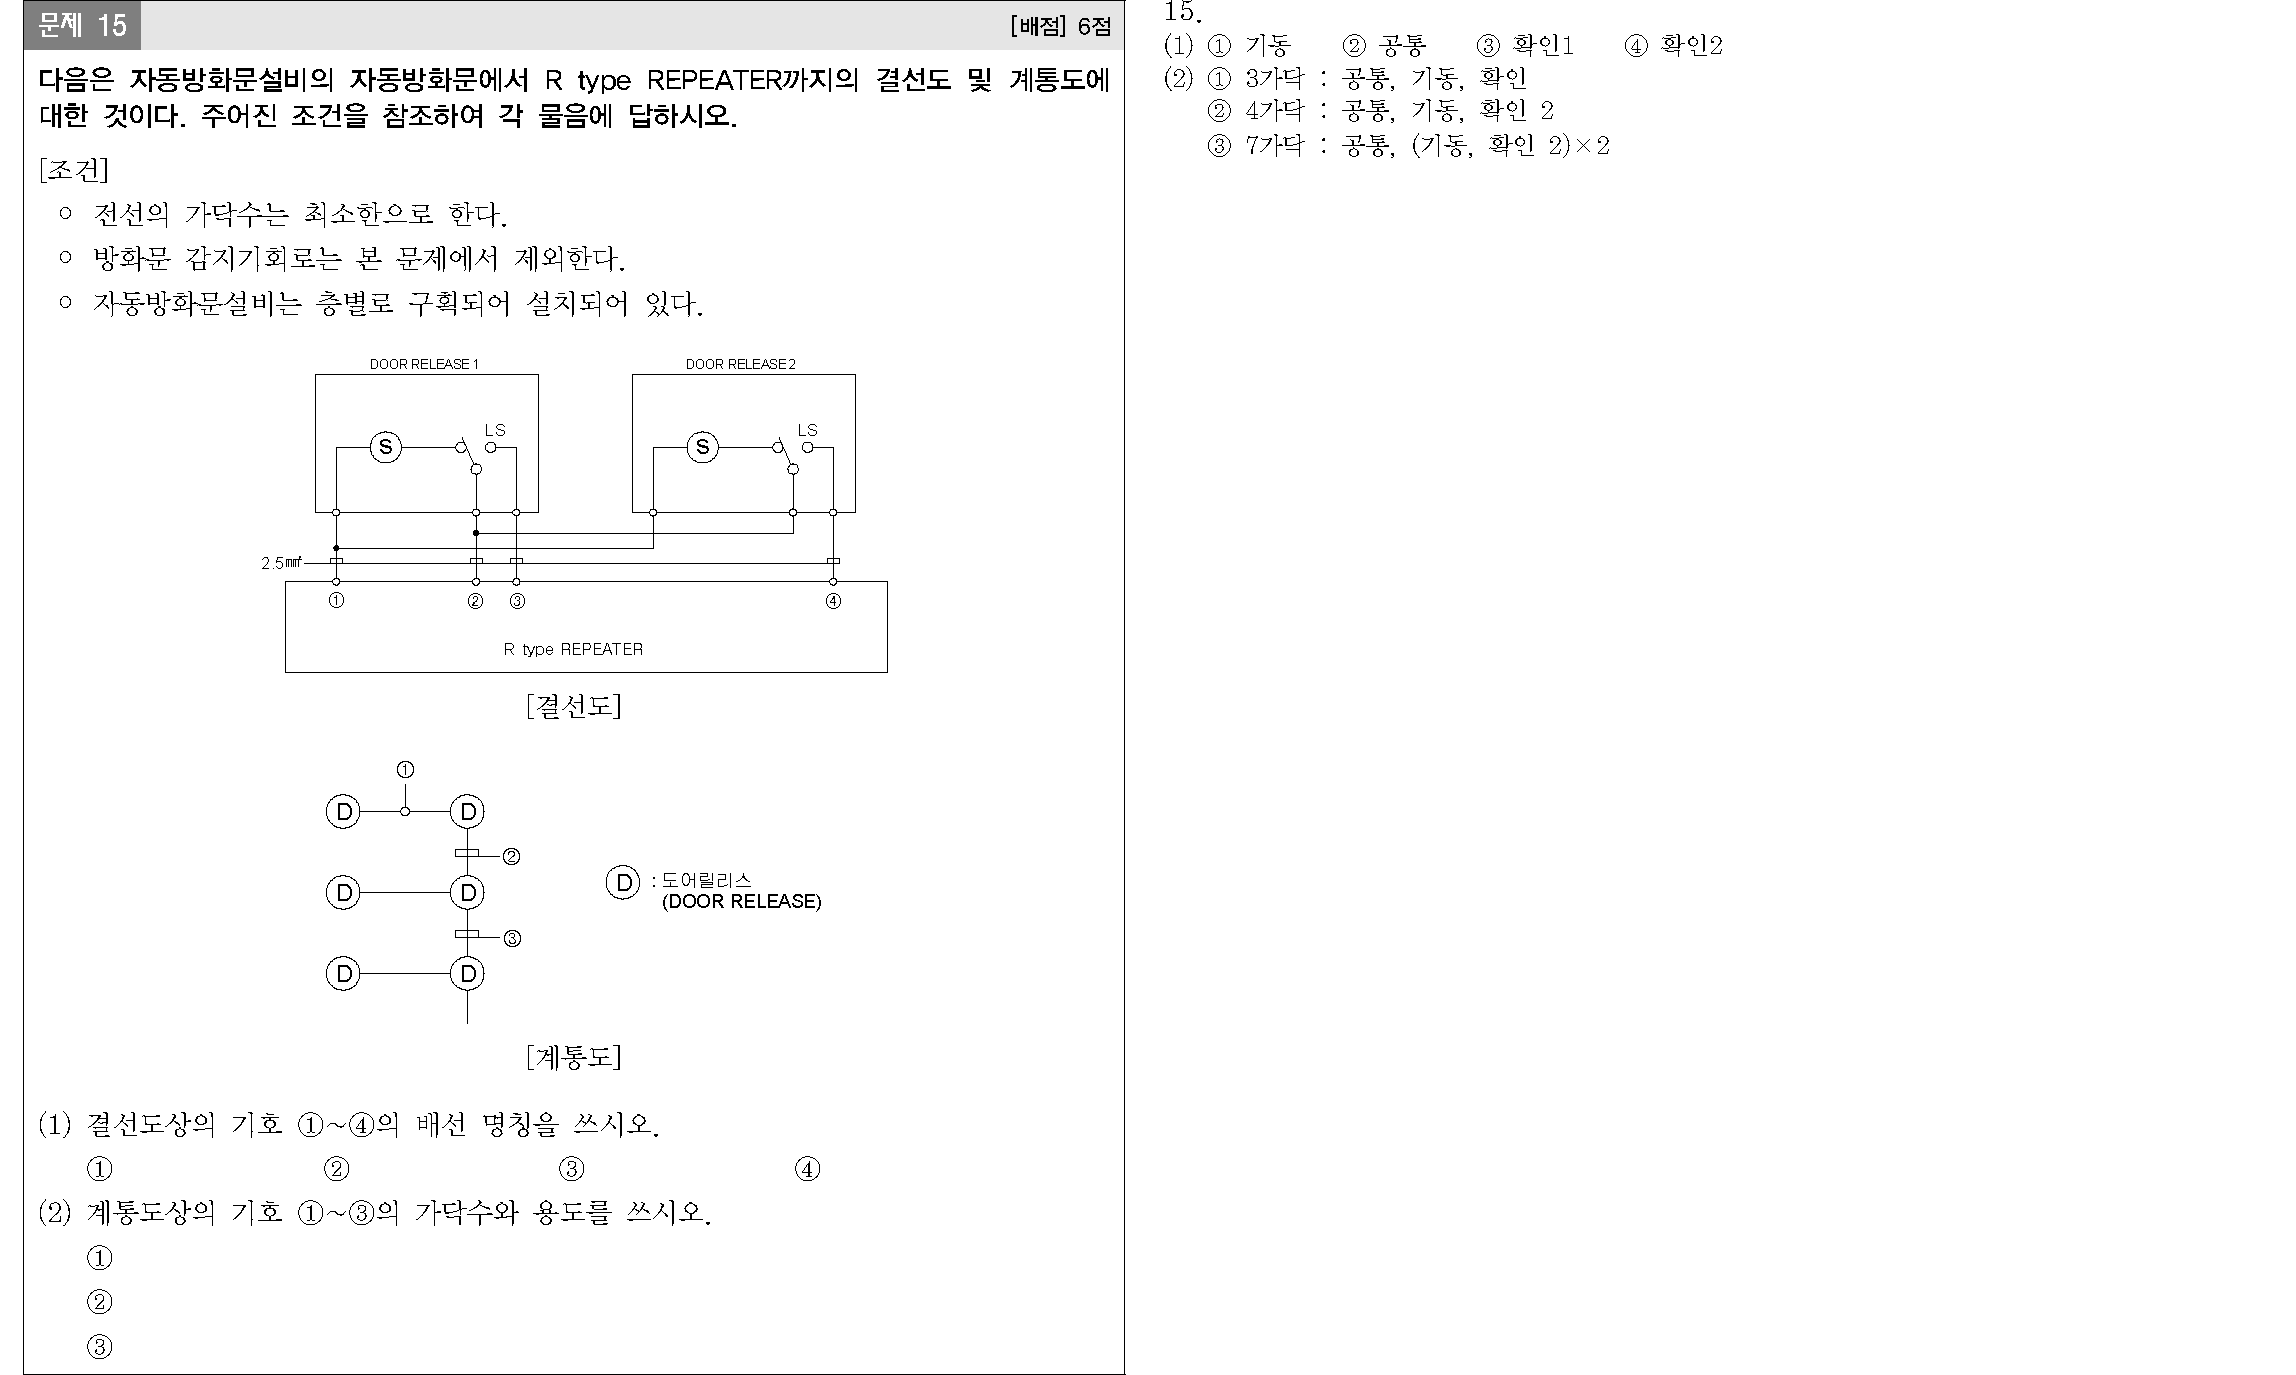 문제 15
[배점] 6점
다음은 자동방화문설비의 자동방화문에서 R type REPEATER까지의 결선도 및 계통도에
대한 것이다. 주어진 조건을 참조하여 각 물음에 답하시오.
[조건]
○ 전선의 가닥수는 최소한으로 한다.
○ 방화문 감지기회로는 본 문제에서 제외한다.
○ 자동방화문설비는 층별로 구획되어 설치되어 있다.
DOOR RELEASE 1
DOOR RELEASE 2
S
LS
S
LS
2.5㎟
① ② ③ ④
R type REPEATER
[결선도]
①
D D
②
D D
D : 도어릴리스
(DOOR RELEASE)
③
D D
[계통도]
(1) 결선도상의 기호 ①~④의 배선 명칭을 쓰시오.
① ② ③ ④
(2) 계통도상의 기호 ①~③의 가닥수와 용도를 쓰시오.
①
②
③
15.
(1) ① 기동 ② 공통 ③ 확인1 ④ 확인2
(2) ① 3가닥 : 공통, 기동, 확인
② 4가닥 : 공통, 기동, 확인 2
③ 7가닥 : 공통, (기동, 확인 2)×2